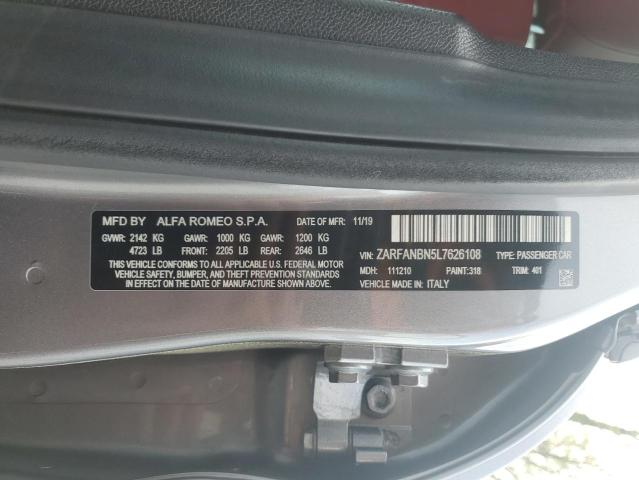 MFD BY ALFA ROMEO S.P.A. DATE OF MFR: 11/19
GVWR: 2142 KG GAWR: 1000 KG GAWR: 1200 KG
4723 LB FRONT: 2205 LB REAR: 2646 LB
THIS VEHICLE CONFORMS TO ALL APPLICABLE U.S. FEDERAL MOTOR
VEHICLE SAFETY, BUMPER, AND THEFT PREVENTION STANDARDS
IN EFFECT ON THE DATE OF MANUFACTURE SHOWN ABOVE.
VIN: ZARFANBN5L7626108 TYPE: PASSENGER CAR
MDH: 111210 PAINT: 318 TRIM: 401
VEHICLE MADE IN: ITALY